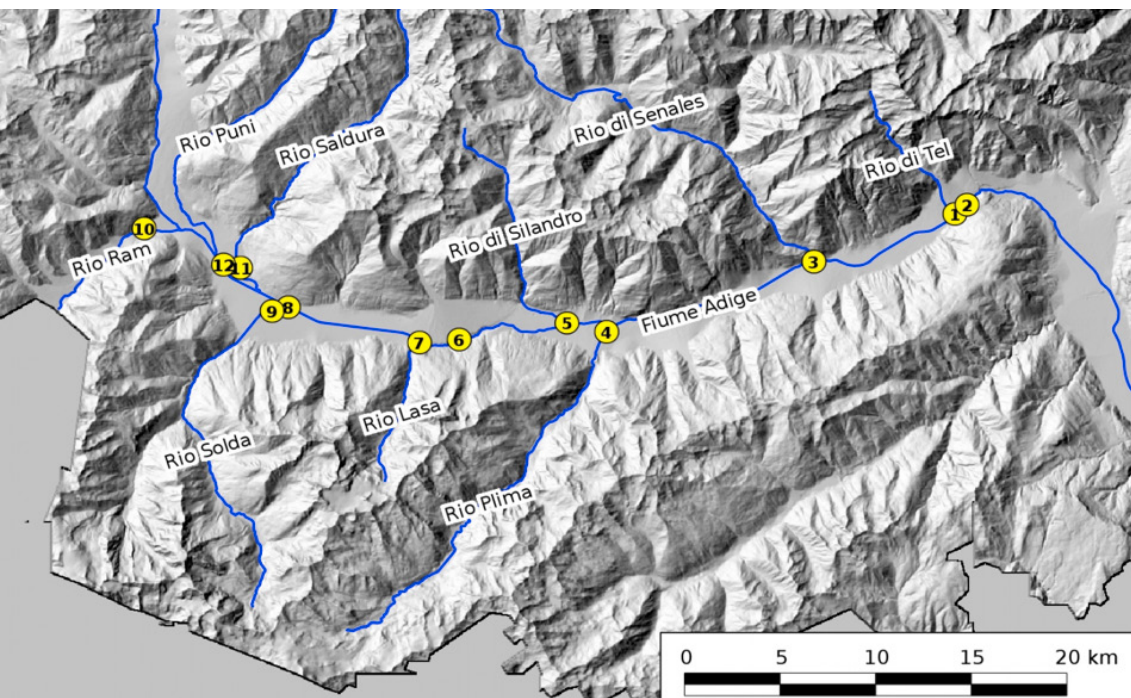 Rio Puni
Rio Saldura
Rio di Senales
Rio di Tel
Rio Ram
Rio di Silandro
Fiume Adige
Rio Solda
Rio Lasa
Rio Plima
10
12
11
9
8
7
6
5
4
3
1
2
0 5 10 15 20 km